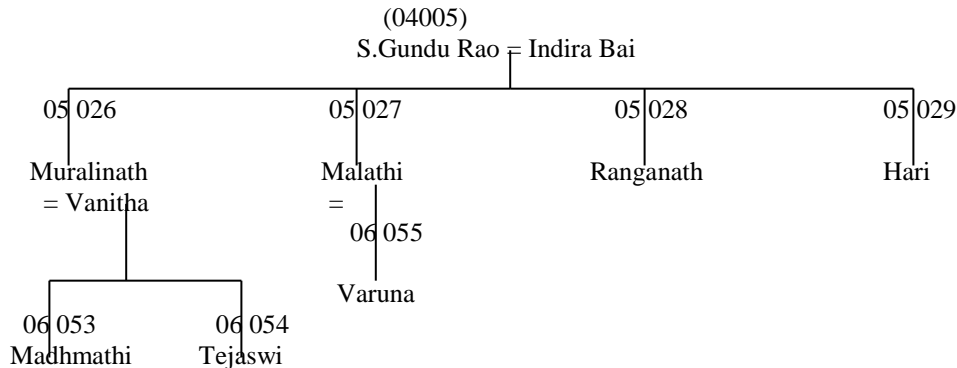 (04005)
S.Gundu Rao = Indira Bai
05 026 05 027 05 028 05 029
Muralinath Malathi Ranganath Hari
= Vanitha =
06 055
Varuna
06 053 06 054
Madhmathi Tejaswi